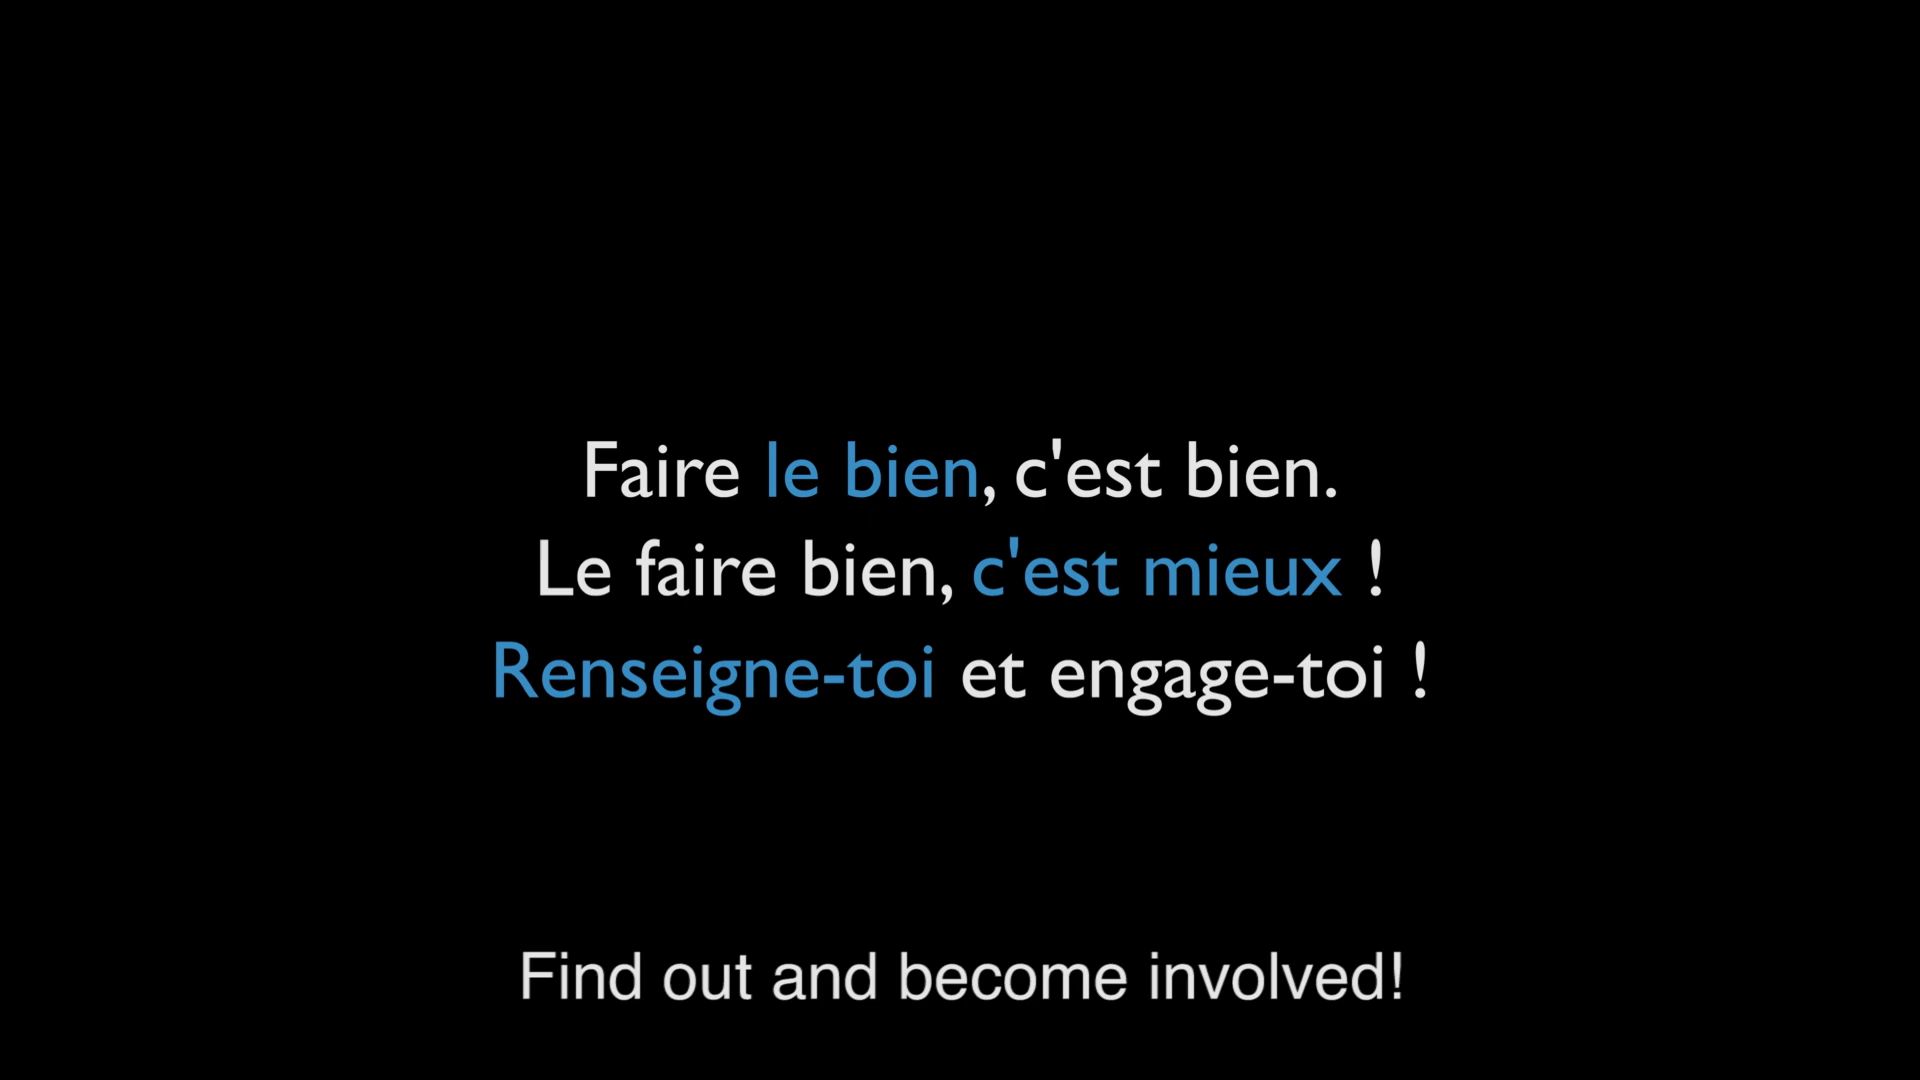 Faire le bien, c'est bien.
Le faire bien, c'est mieux !
Renseigne-toi et engage-toi !
Find out and become involved!